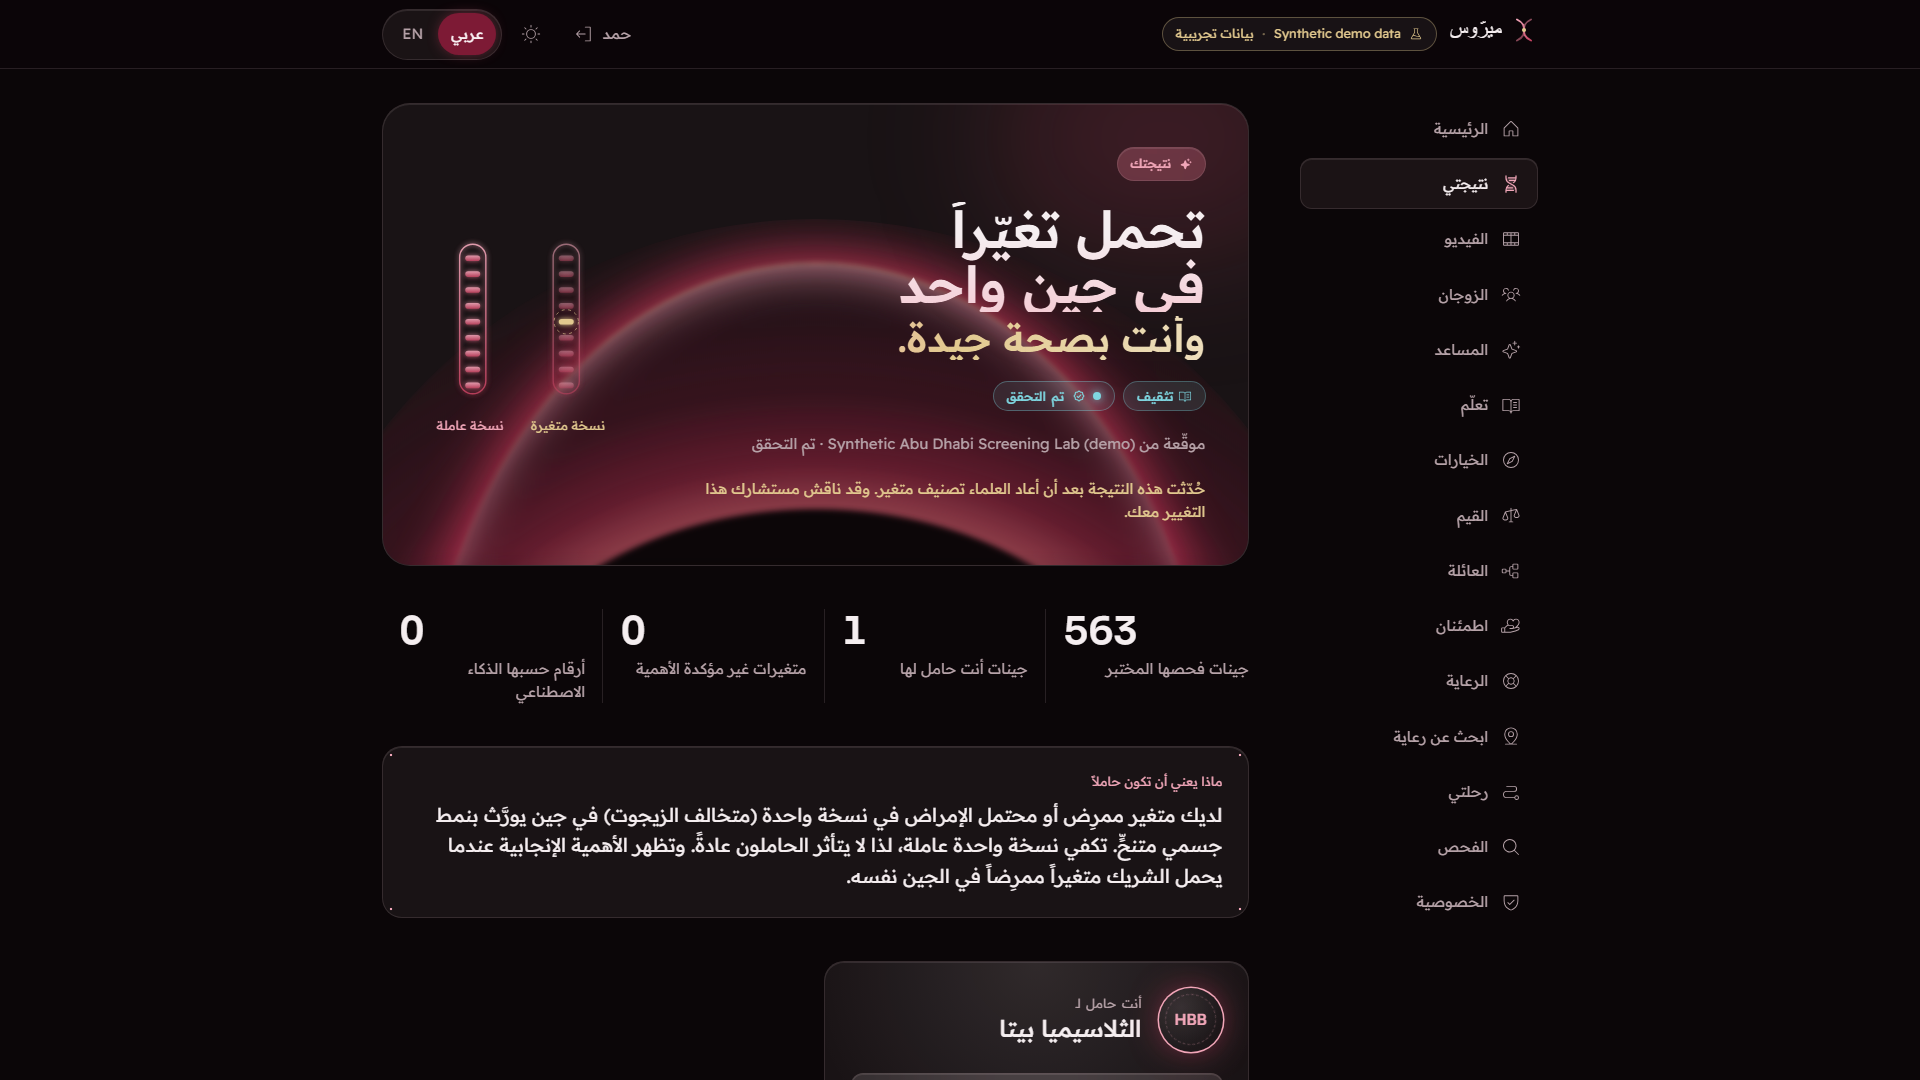 ميرّوس
Synthetic demo data · بيانات تجريبية
حمد
عربي
EN
الرئيسية
نتيجتي
الفيديو
الزوجان
المساعد
تعلّم
الخيارات
القيم
العائلة
اطمئنان
الرعاية
ابحث عن رعاية
رحلتي
الفحص
الخصوصية
نتيجتك
تحمل تغيّراً
في جين واحد
وأنت بصحة جيدة.
تثقيف
تم التحقق
موقّعة من Synthetic Abu Dhabi Screening Lab (demo) · تم التحقق
حُدّثت هذه النتيجة بعد أن أعاد العلماء تصنيف متغير. وقد ناقش مستشارك هذا
التغيير معك.
نسخة متغيرة
نسخة عاملة
563
جينات فحصها المختبر
1
جينات أنت حامل لها
0
متغيرات غير مؤكدة الأهمية
0
أرقام حسبها الذكاء
الاصطناعي
ماذا يعني أن تكون حاملاً
لديك متغير ممرِض أو محتمل الإمراض في نسخة واحدة (متخالف الزيجوت) في جين يورَّث بنمط
جسمي متنحٍّ. تكفي نسخة واحدة عاملة، لذا لا يتأثر الحاملون عادةً. وتظهر الأهمية الإنجابية عندما
يحمل الشريك متغيراً ممرِضاً في الجين نفسه.
HBB
أنت حامل لـ
الثلاسيميا بيتا